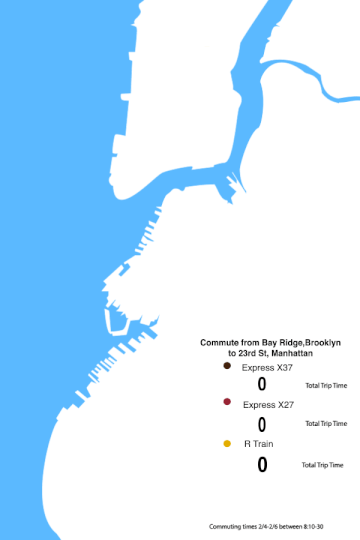 Commute from Bay Ridge,Brooklyn
to 23rd St, Manhattan
Express X37
0 Total Trip Time
Express X27
0 Total Trip Time
R Train
0 Total Trip Time
Commuting times 2/4-2/6 between 8:10-30